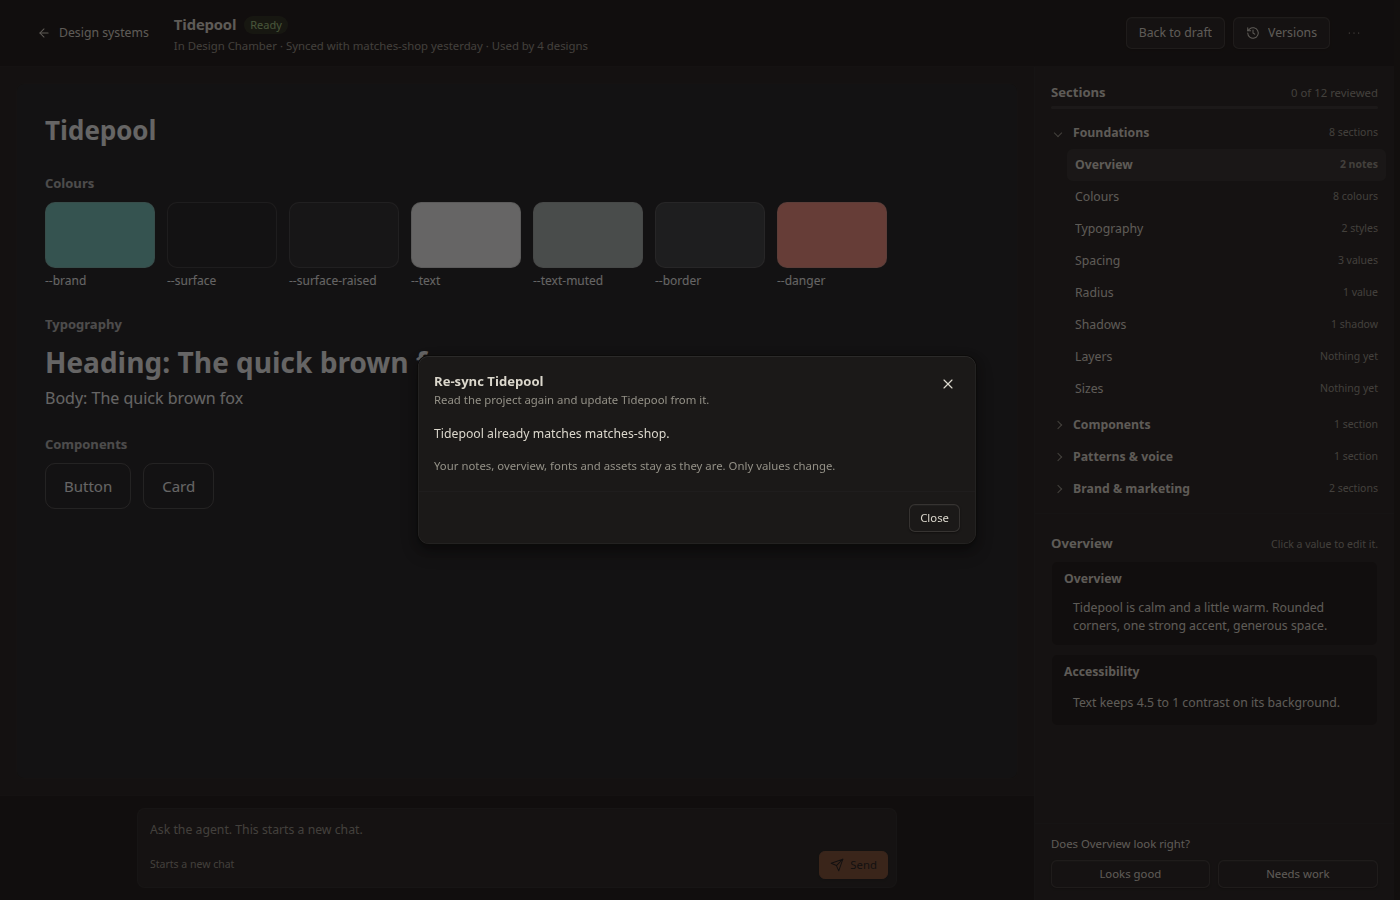 Design systems
Tidepool Ready
In Design Chamber · Synced with matches-shop yesterday · Used by 4 designs
Back to draft
Versions
Tidepool
Colours
--brand
--surface
--surface-raised
--text
--text-muted
--border
--danger
Typography
Heading: The quick brown f
Body: The quick brown fox
Components
Button
Card
Re-sync Tidepool
Read the project again and update Tidepool from it.
Tidepool already matches matches-shop.
Your notes, overview, fonts and assets stay as they are. Only values change.
Close
Ask the agent. This starts a new chat.
Starts a new chat
Send
Sections 0 of 12 reviewed
Foundations 8 sections
Overview 2 notes
Colours 8 colours
Typography 2 styles
Spacing 3 values
Radius 1 value
Shadows 1 shadow
Layers Nothing yet
Sizes Nothing yet
Components 1 section
Patterns & voice 1 section
Brand & marketing 2 sections
Overview Click a value to edit it.
Overview
Tidepool is calm and a little warm. Rounded
corners, one strong accent, generous space.
Accessibility
Text keeps 4.5 to 1 contrast on its background.
Does Overview look right?
Looks good
Needs work